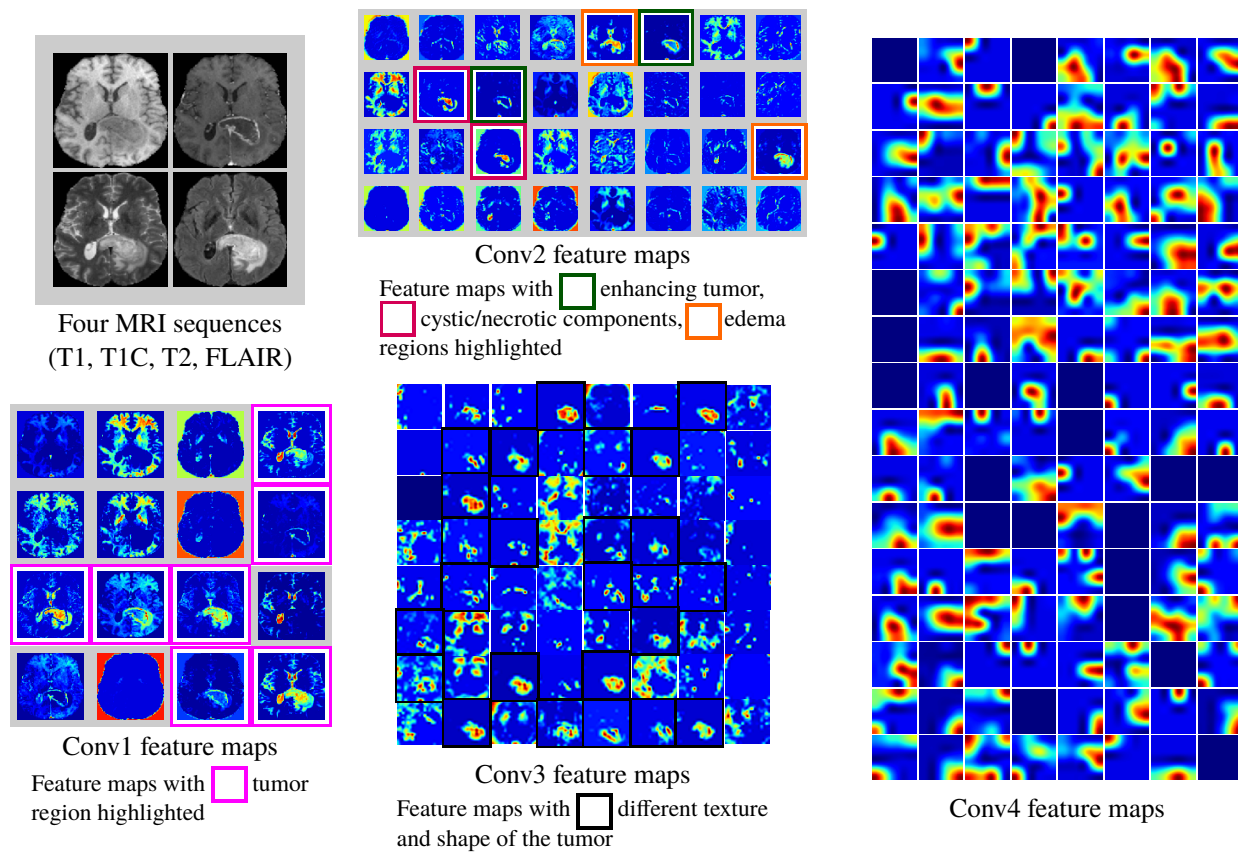 Four MRI sequences
(T1, T1C, T2, FLAIR)
Conv1 feature maps
Feature maps with tumor
region highlighted
Conv2 feature maps
Feature maps with enhancing tumor,
cystic/necrotic components, edema
regions highlighted
Conv3 feature maps
Feature maps with different texture
and shape of the tumor
Conv4 feature maps